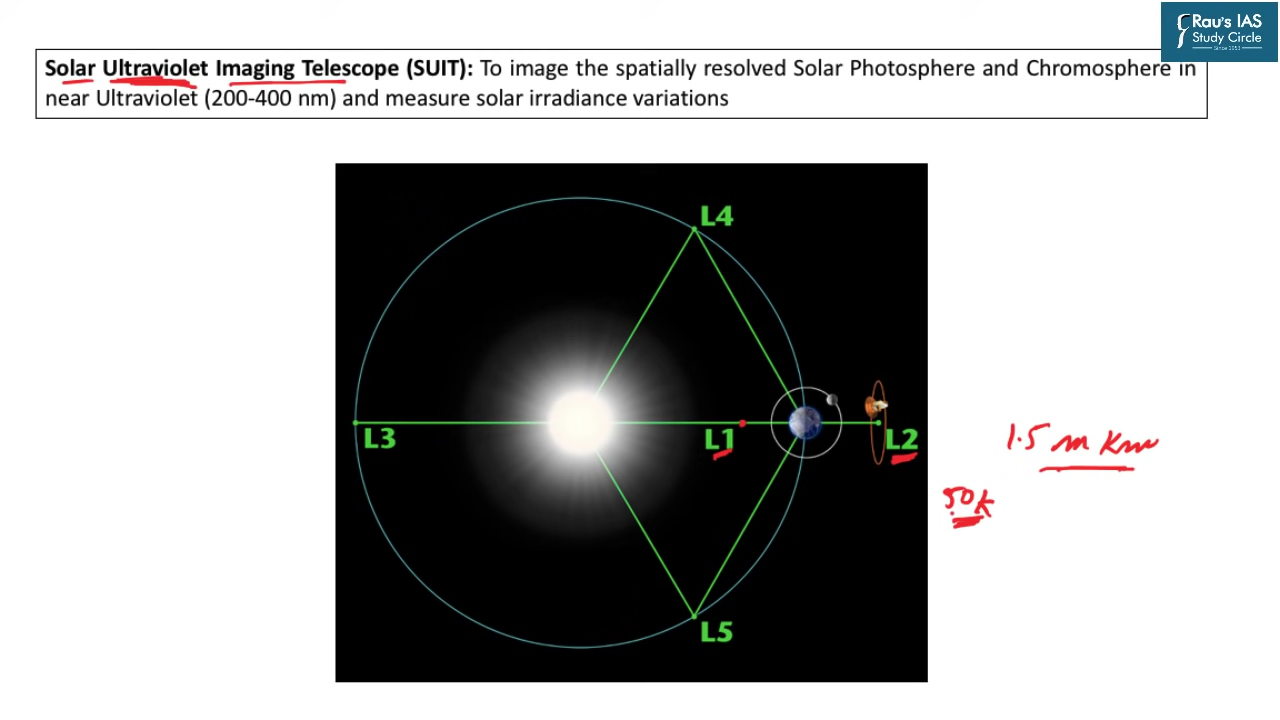 Rau's IAS
Study Circle
Since 1953
Solar Ultraviolet Imaging Telescope (SUIT): To image the spatially resolved Solar Photosphere and Chromosphere in
near Ultraviolet (200-400 nm) and measure solar irradiance variations
L4
L3
L1
L2
1.5 m Km
50K
L5